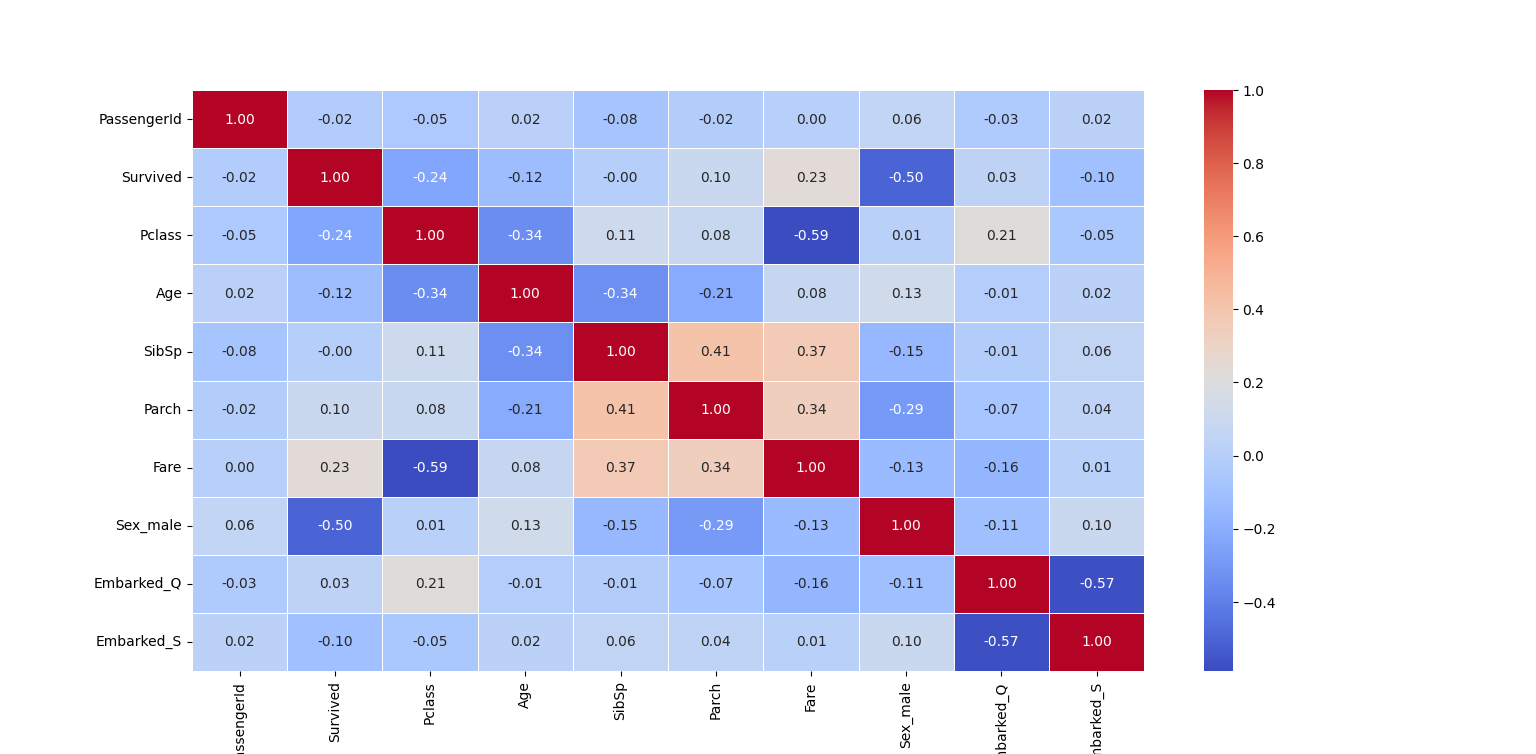 1.0
PassengerId 1.00 -0.02 -0.05 0.02 -0.08 -0.02 0.00 0.06 -0.03 0.02
0.8
Survived -0.02 1.00 -0.24 -0.12 -0.00 0.10 0.23 -0.50 0.03 -0.10
Pclass -0.05 -0.24 1.00 -0.34 0.11 0.08 -0.59 0.01 0.21 -0.05
0.6
Age 0.02 -0.12 -0.34 1.00 -0.34 -0.21 0.08 0.13 -0.01 0.02
0.4
SibSp -0.08 -0.00 0.11 -0.34 1.00 0.41 0.37 -0.15 -0.01 0.06
0.2
Parch -0.02 0.10 0.08 -0.21 0.41 1.00 0.34 -0.29 -0.07 0.04
0.0
Fare 0.00 0.23 -0.59 0.08 0.37 0.34 1.00 -0.13 -0.16 0.01
Sex_male 0.06 -0.50 0.01 0.13 -0.15 -0.29 -0.13 1.00 -0.11 0.10
−0.2
Embarked_Q -0.03 0.03 0.21 -0.01 -0.01 -0.07 -0.16 -0.11 1.00 -0.57
−0.4
Embarked_S 0.02 -0.10 -0.05 0.02 0.06 0.04 0.01 0.10 -0.57 1.00
assengerId
Survived
Pclass
Age
SibSp
Parch
Fare
Sex_male
mbarked_Q
mbarked_S